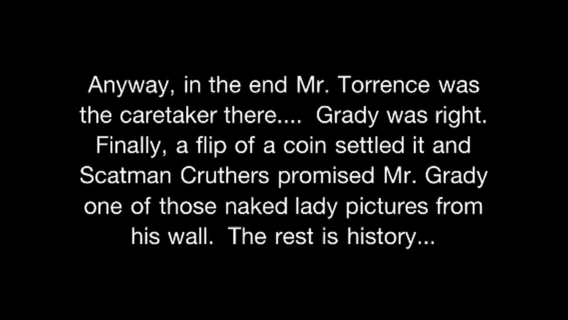 Anyway, in the end Mr. Torrence was
the caretaker there....  Grady was right.
Finally, a flip of a coin settled it and
Scatman Cruthers promised Mr. Grady
one of those naked lady pictures from
his wall.  The rest is history...